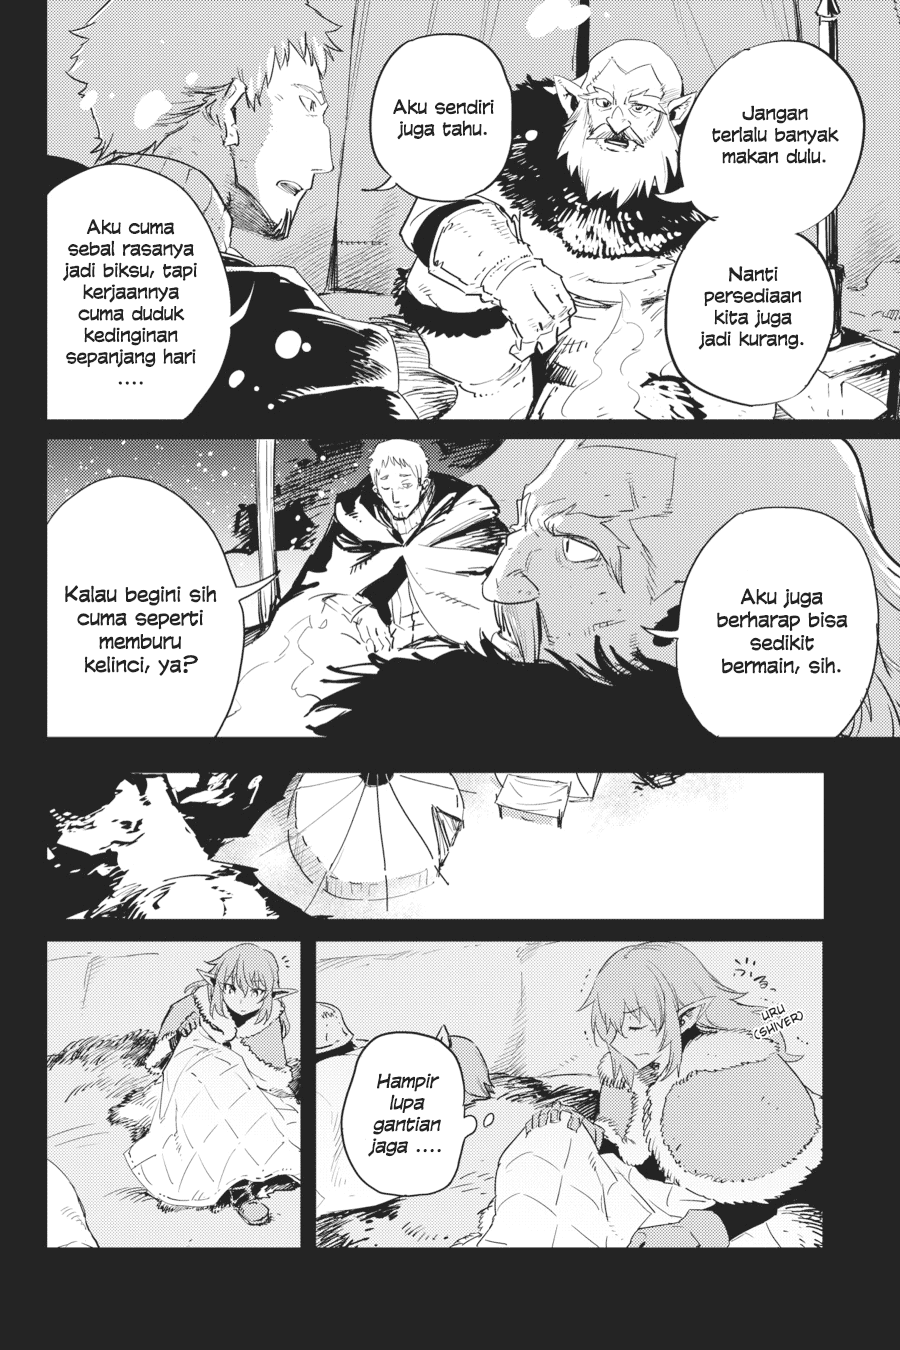 Jangan
terlalu banyak
makan dulu.
Nanti
persediaan
kita juga
jadi kurang.
Aku sendiri
juga tahu.
Aku cuma
sebal rasanya
jadi biksu, tapi
kerjaannya
cuma duduk
kedinginan
sepanjang hari
....
Aku juga
berharap bisa
sedikit
bermain, sih.
Kalau begini sih
cuma seperti
memburu
kelinci, ya?
URU
(SHIVER)
Hampir
lupa
gantian
jaga ....